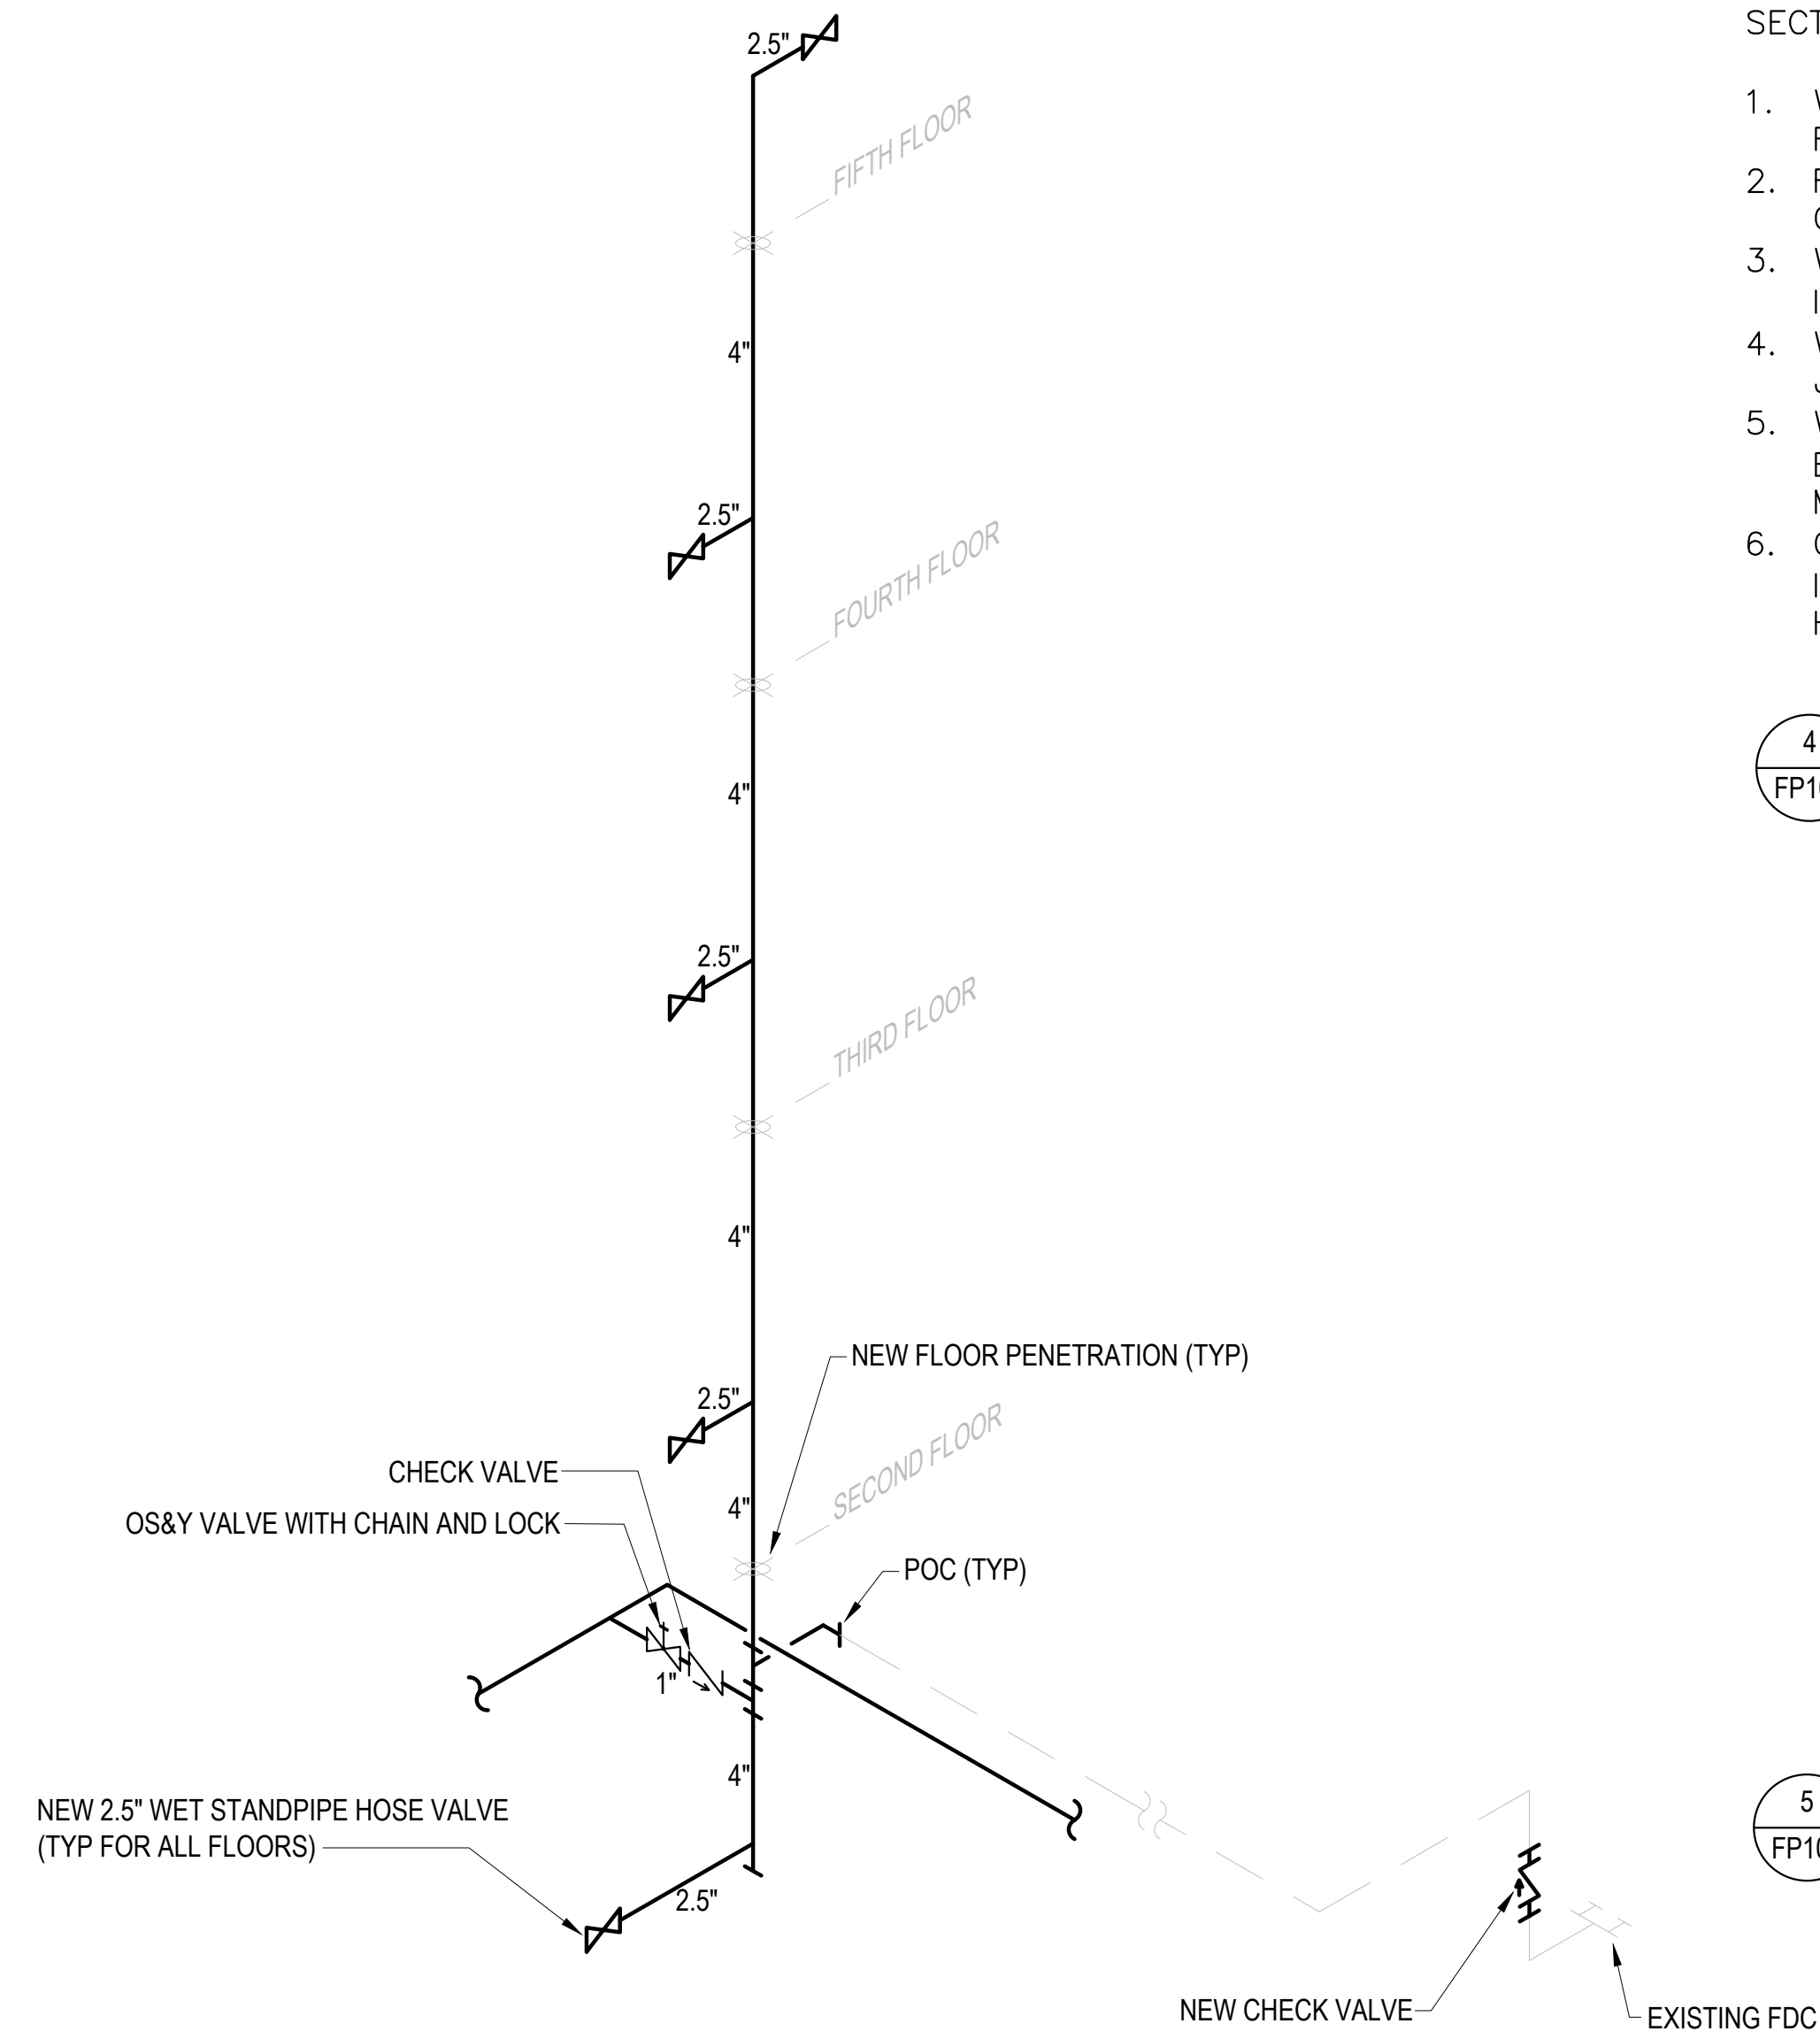 2.5"
FIFTH FLOOR
4"
2.5"
FOURTH FLOOR
4"
2.5"
THIRD FLOOR
4"
NEW FLOOR PENETRATION (TYP)
2.5"
SECOND FLOOR
CHECK VALVE
4"
OS&Y VALVE WITH CHAIN AND LOCK
POC (TYP)
1"
4"
NEW 2.5" WET STANDPIPE HOSE VALVE
(TYP FOR ALL FLOORS)
2.5"
NEW CHECK VALVE
EXISTING FDC
SECT
1.
2.
3.
4.
5.
6.
4
FP10
5
FP10